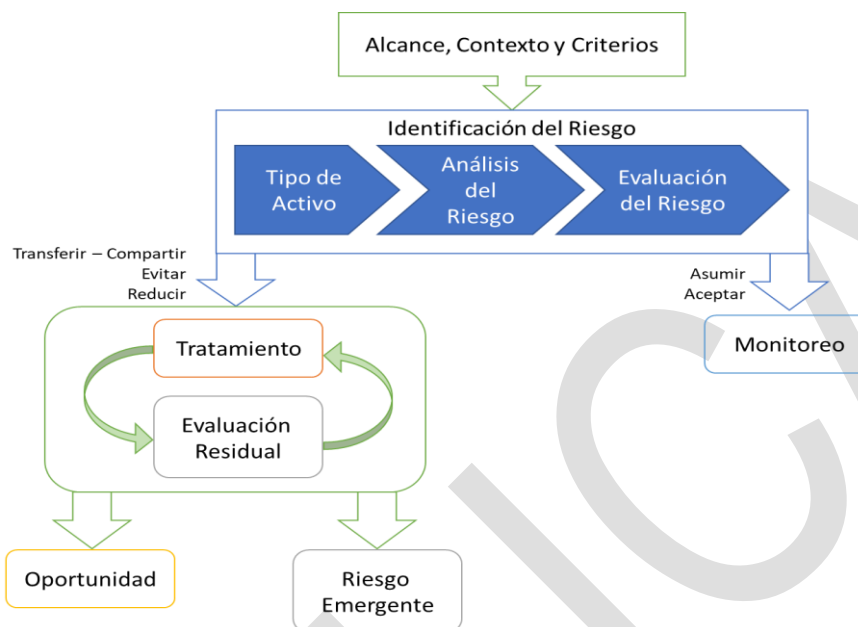 Alcance, Contexto y Criterios
Identificación del Riesgo
Tipo de
Activo
Análisis
del
Riesgo
Evaluación
del Riesgo
Transferir – Compartir
Evitar
Reducir
Asumir
Aceptar
Tratamiento
Monitoreo
Evaluación
Residual
Oportunidad
Riesgo
Emergente